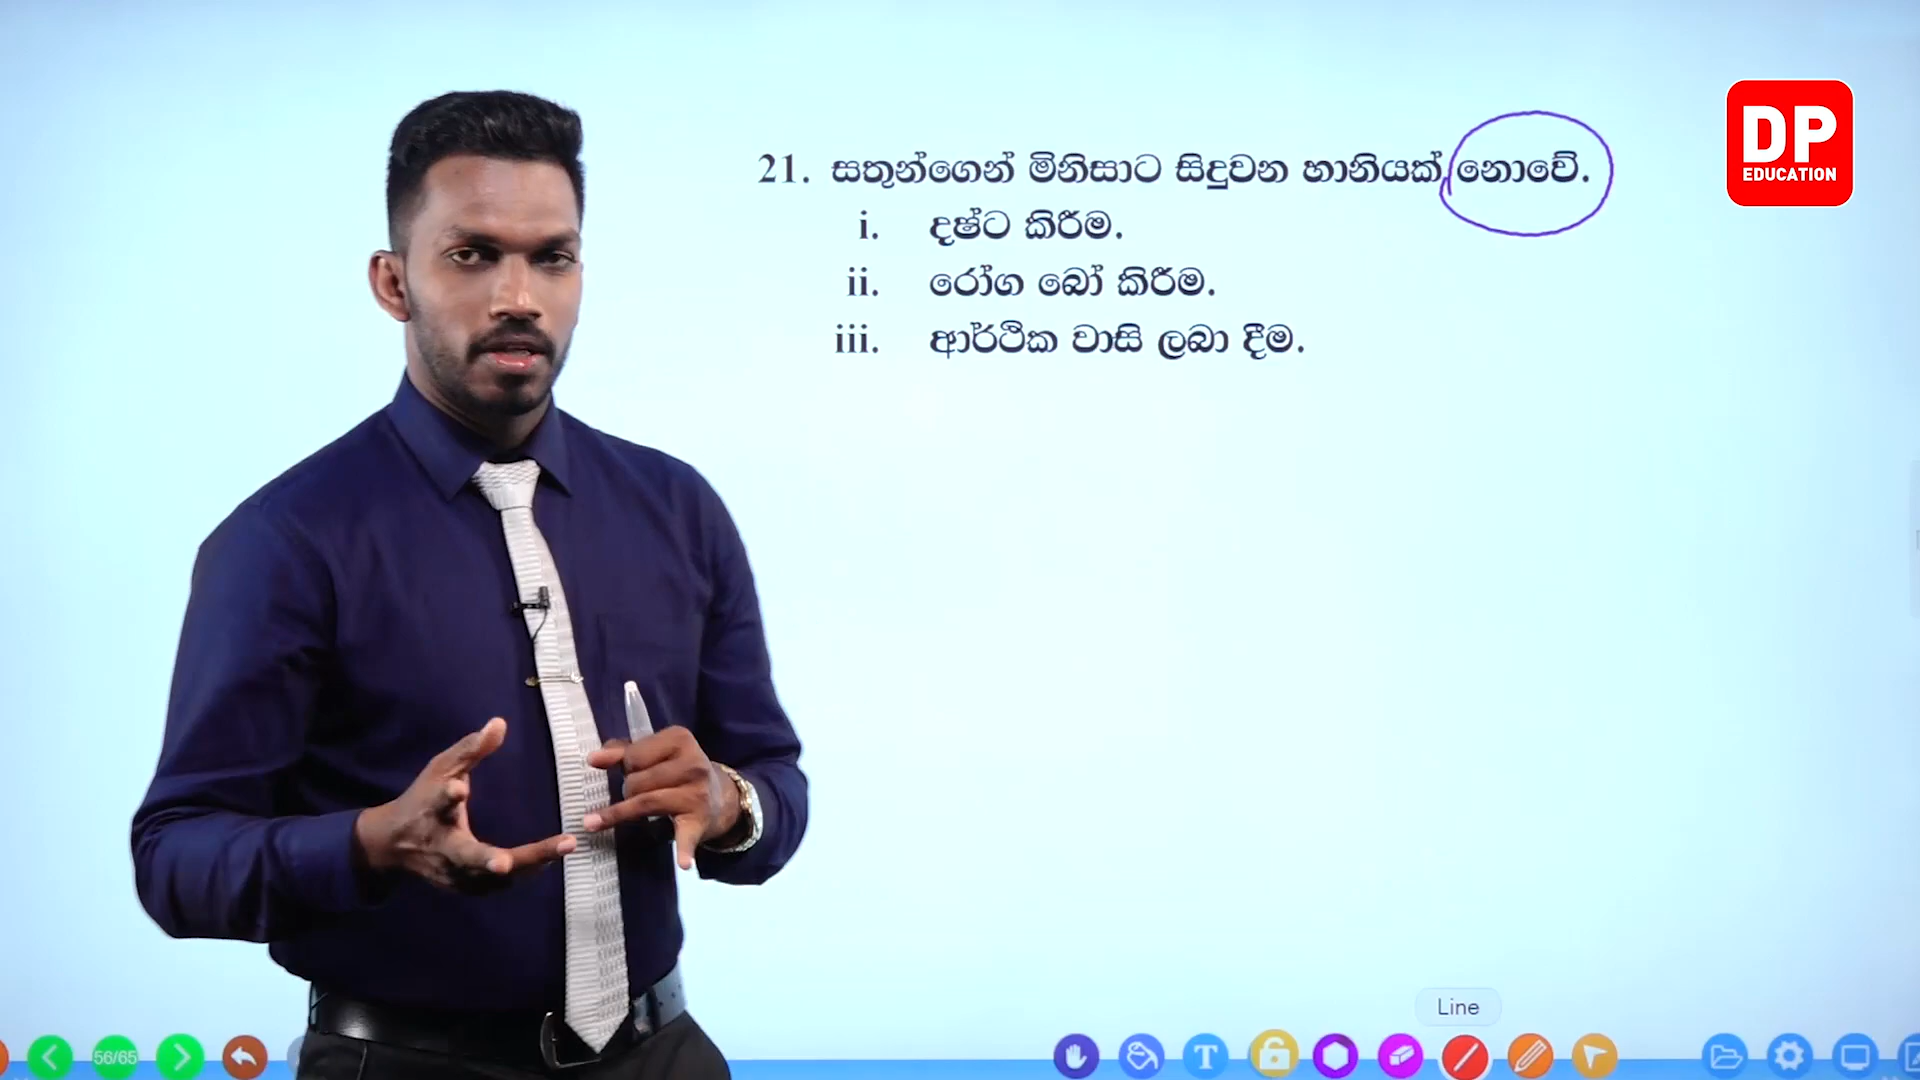 DP
EDUCATION
21. සතුන්ගෙන් මිනිසාට සිදුවන හානියක් නොවේ.
i. දෂ්ට කිරීම.
ii. රෝග බෝ කිරීම.
iii. ආර්ථික වාසි ලබා දීම.
Line
56/65
T